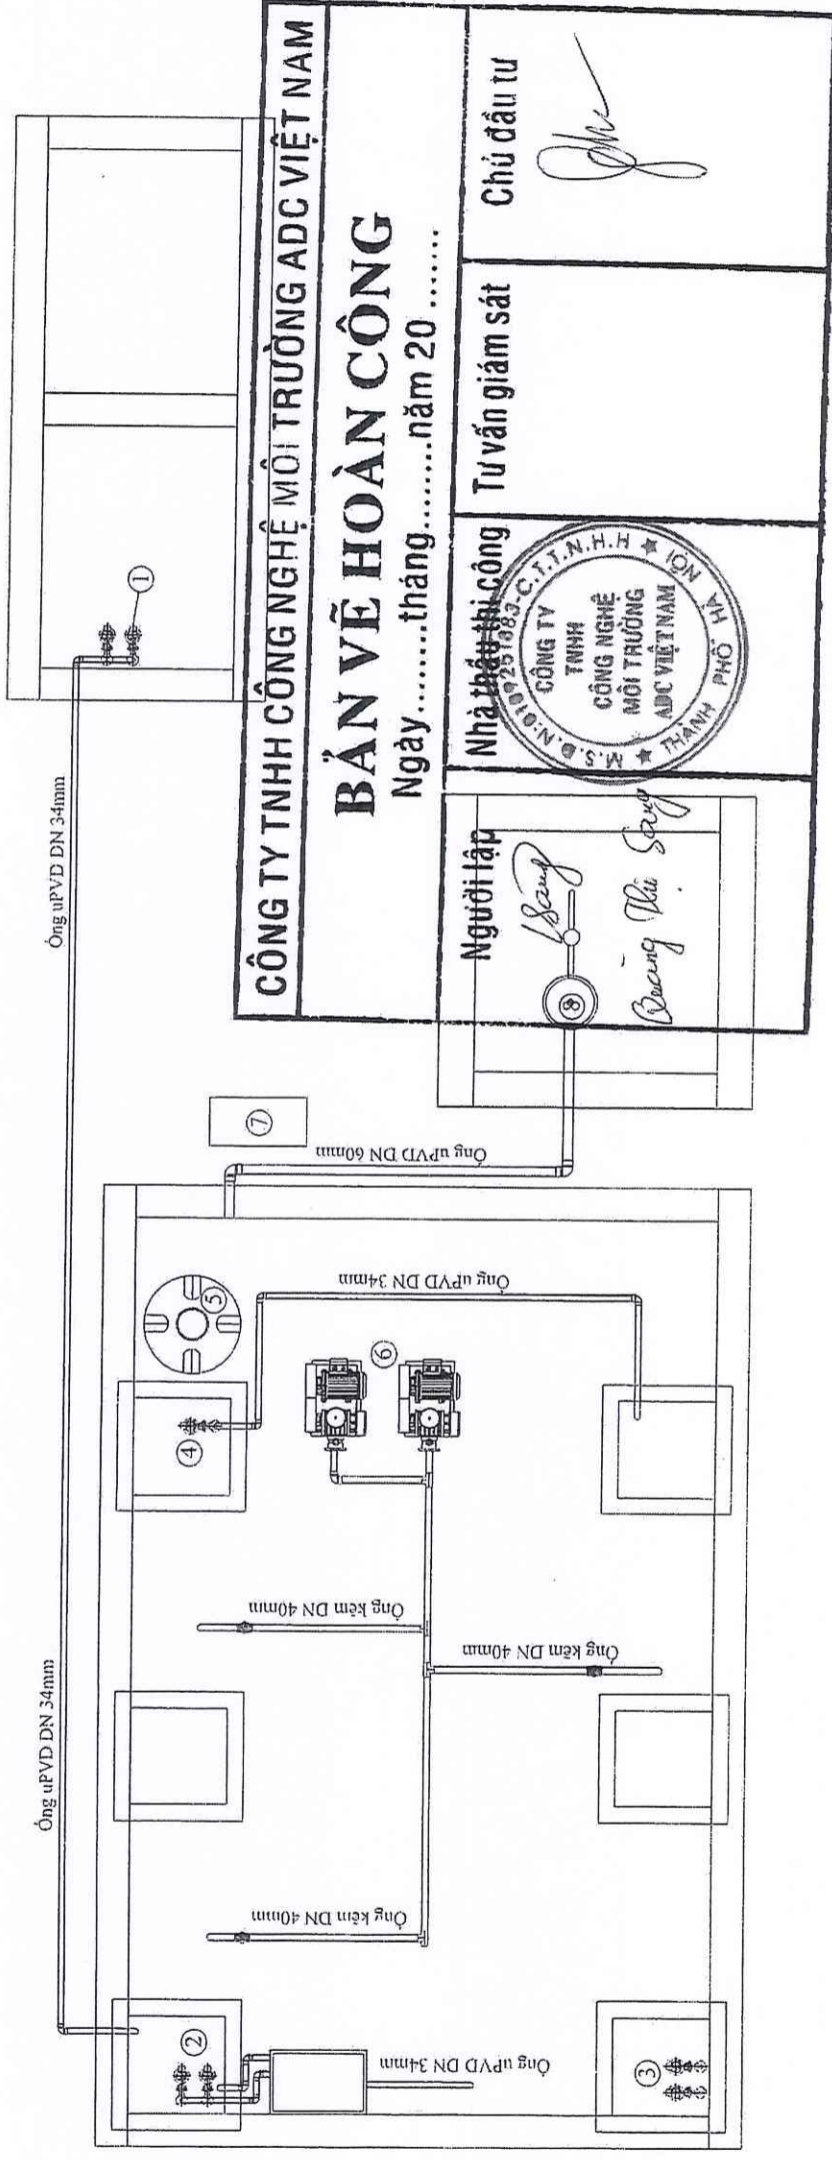 Ống uPVD DN 34mm
Ống uPVD DN 34mm
①
②
③
④
⑤
⑥
⑦
⑧
Ống uPVD DN 34mm
Ống kẽm DN 40mm
Ống kẽm DN 40mm
Ống kẽm DN 40mm
Ống uPVD DN 34mm
Ống uPVD DN 60mm
CÔNG TY TNHH CÔNG NGHỆ MÔI TRƯỜNG ADC VIỆT NAM
BẢN VẼ HOÀN CÔNG
Ngày........tháng.........năm 20 .......
Người lập
Sáng
Quàng Thị Sáng
Nhà thầu thi công
C.T.T.N.H.H
CÔNG TY
TNHH
CÔNG NGHỆ
MÔI TRƯỜNG
ADC VIỆT NAM
THÀNH PHỐ HÀ NỘI
Tư vấn giám sát
Chủ đầu tư